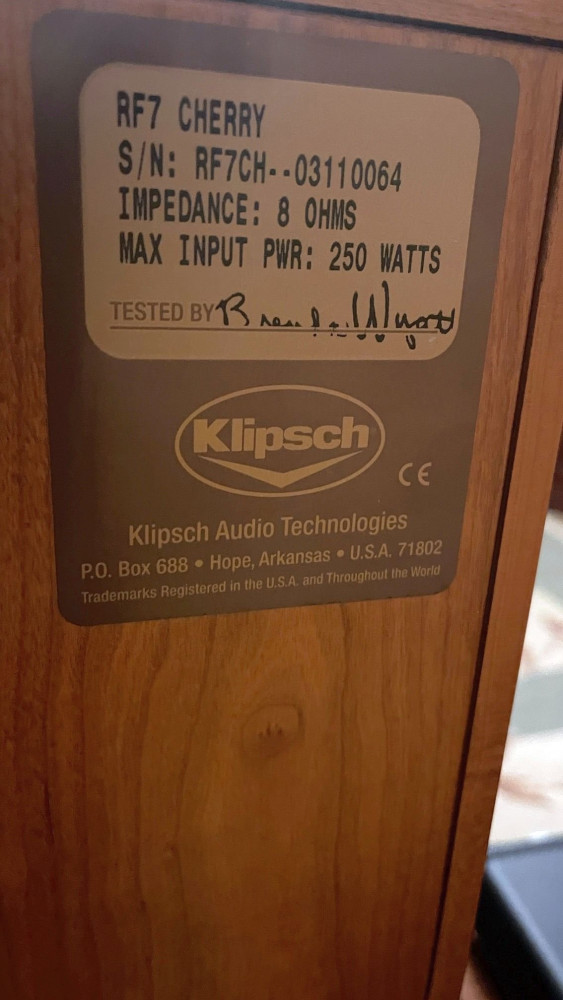 RF7 CHERRY
S/N: RF7CH--03110064
IMPEDANCE: 8 OHMS
MAX INPUT PWR: 250 WATTS
TESTED BY
Klipsch
CE
Klipsch Audio Technologies
P.O. Box 688 • Hope, Arkansas • U.S.A. 71802
Trademarks Registered in the U.S.A. and Throughout the World